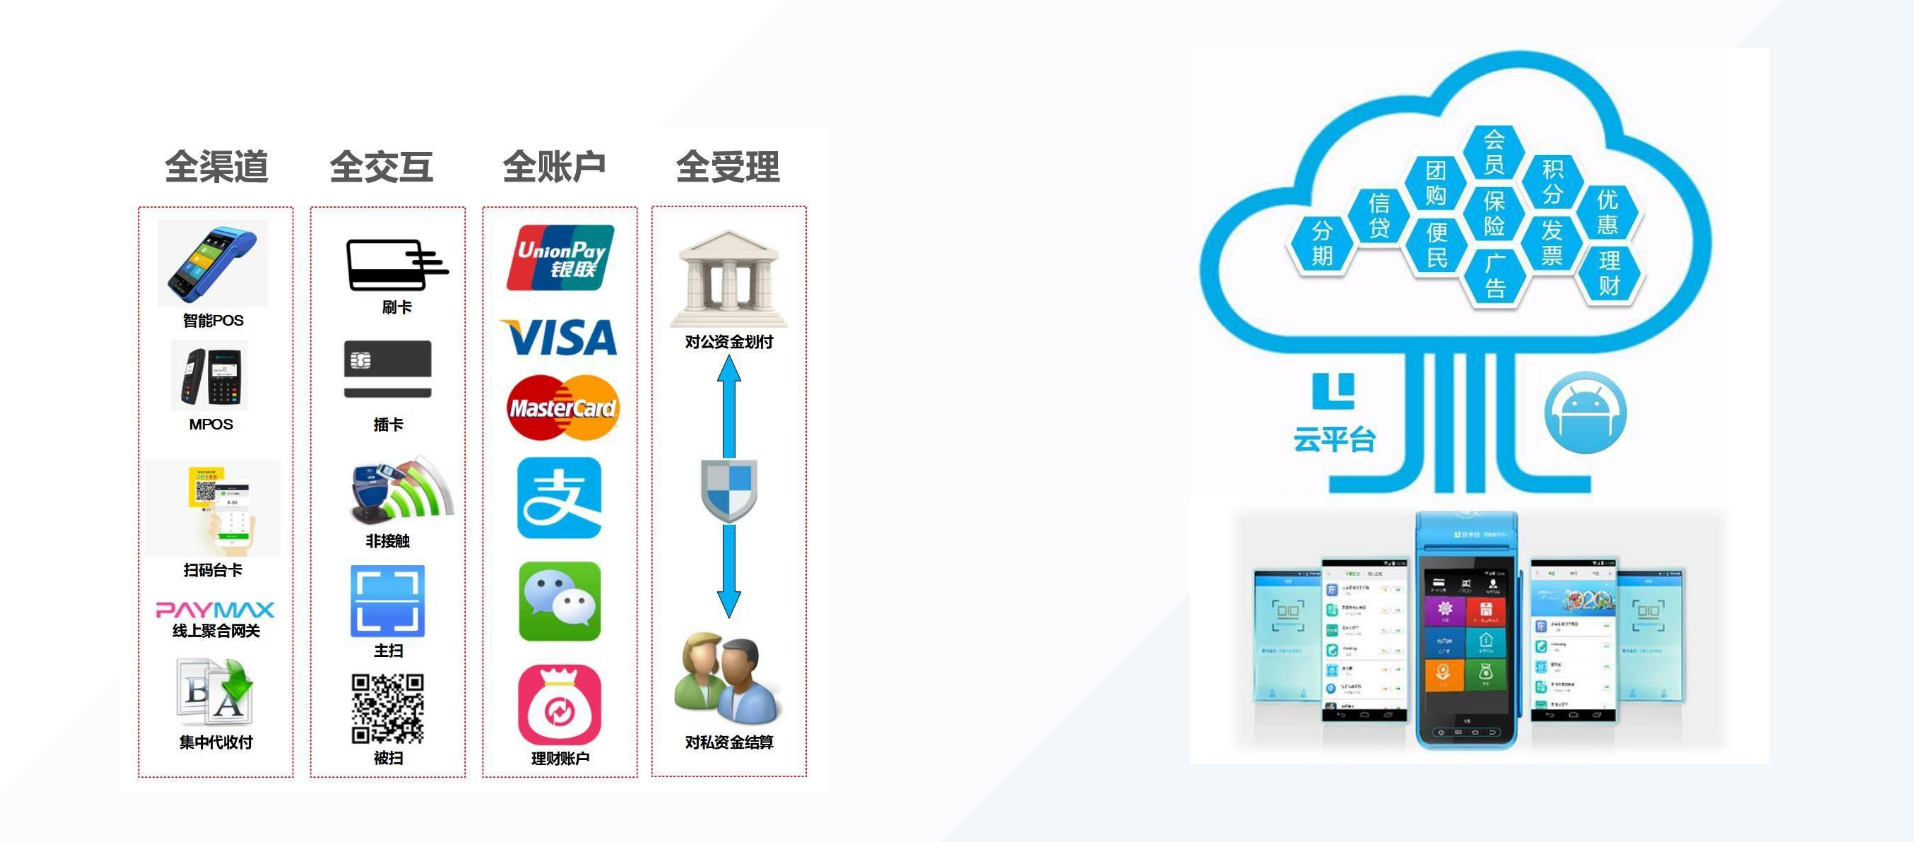 全渠道
智能POS
MPOS
扫码台卡
PAYMAX
线上聚合网关
集中代收付
全交互
刷卡
插卡
非接触
主扫
被扫
全账户
UnionPay
银联
VISA
MasterCard
支
理财账户
全受理
对公资金划付
对私资金结算
会员
团购
积分
信贷
保险
优惠
分期
便民
发票
广告
理财
云平台